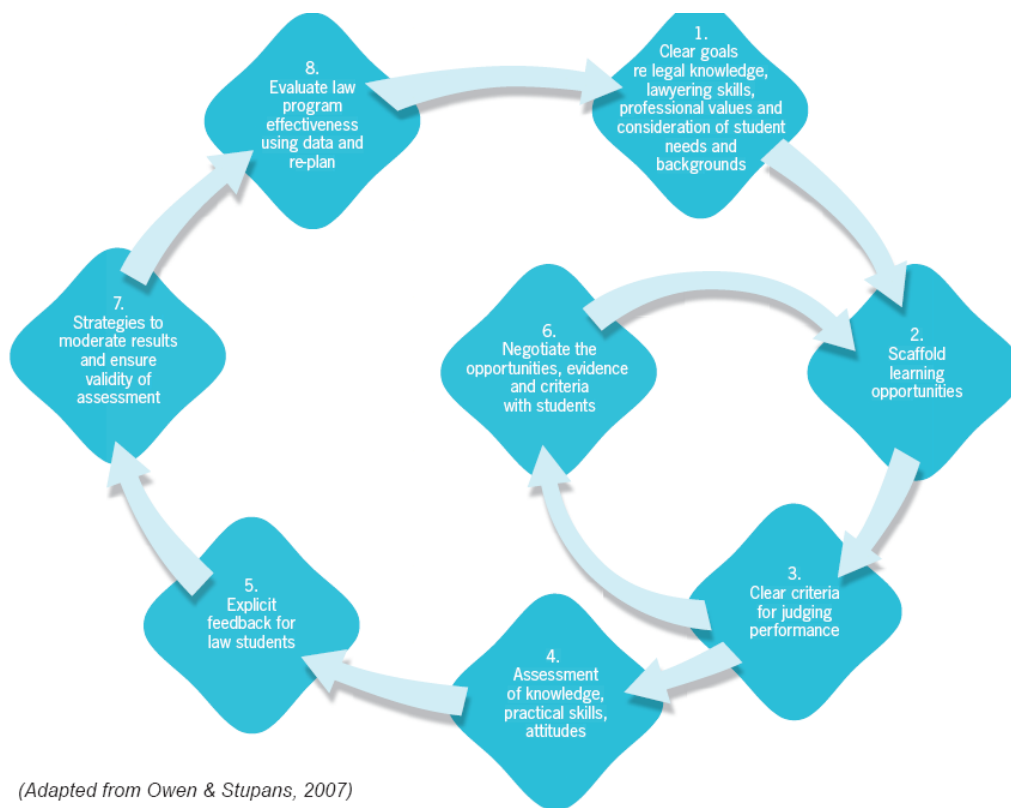 1.
Clear goals
re legal knowledge,
lawyering skills,
professional values and
consideration of student
needs and
backgrounds
2.
Scaffold
learning
opportunities
3.
Clear criteria
for judging
performance
4.
Assessment
of knowledge,
practical skills,
attitudes
5.
Explicit
feedback for
law students
6.
Negotiate the
opportunities, evidence
and criteria
with students
7.
Strategies to
moderate results
and ensure
validity of
assessment
8.
Evaluate law
program
effectiveness
using data and
re-plan
(Adapted from Owen & Stupans, 2007)